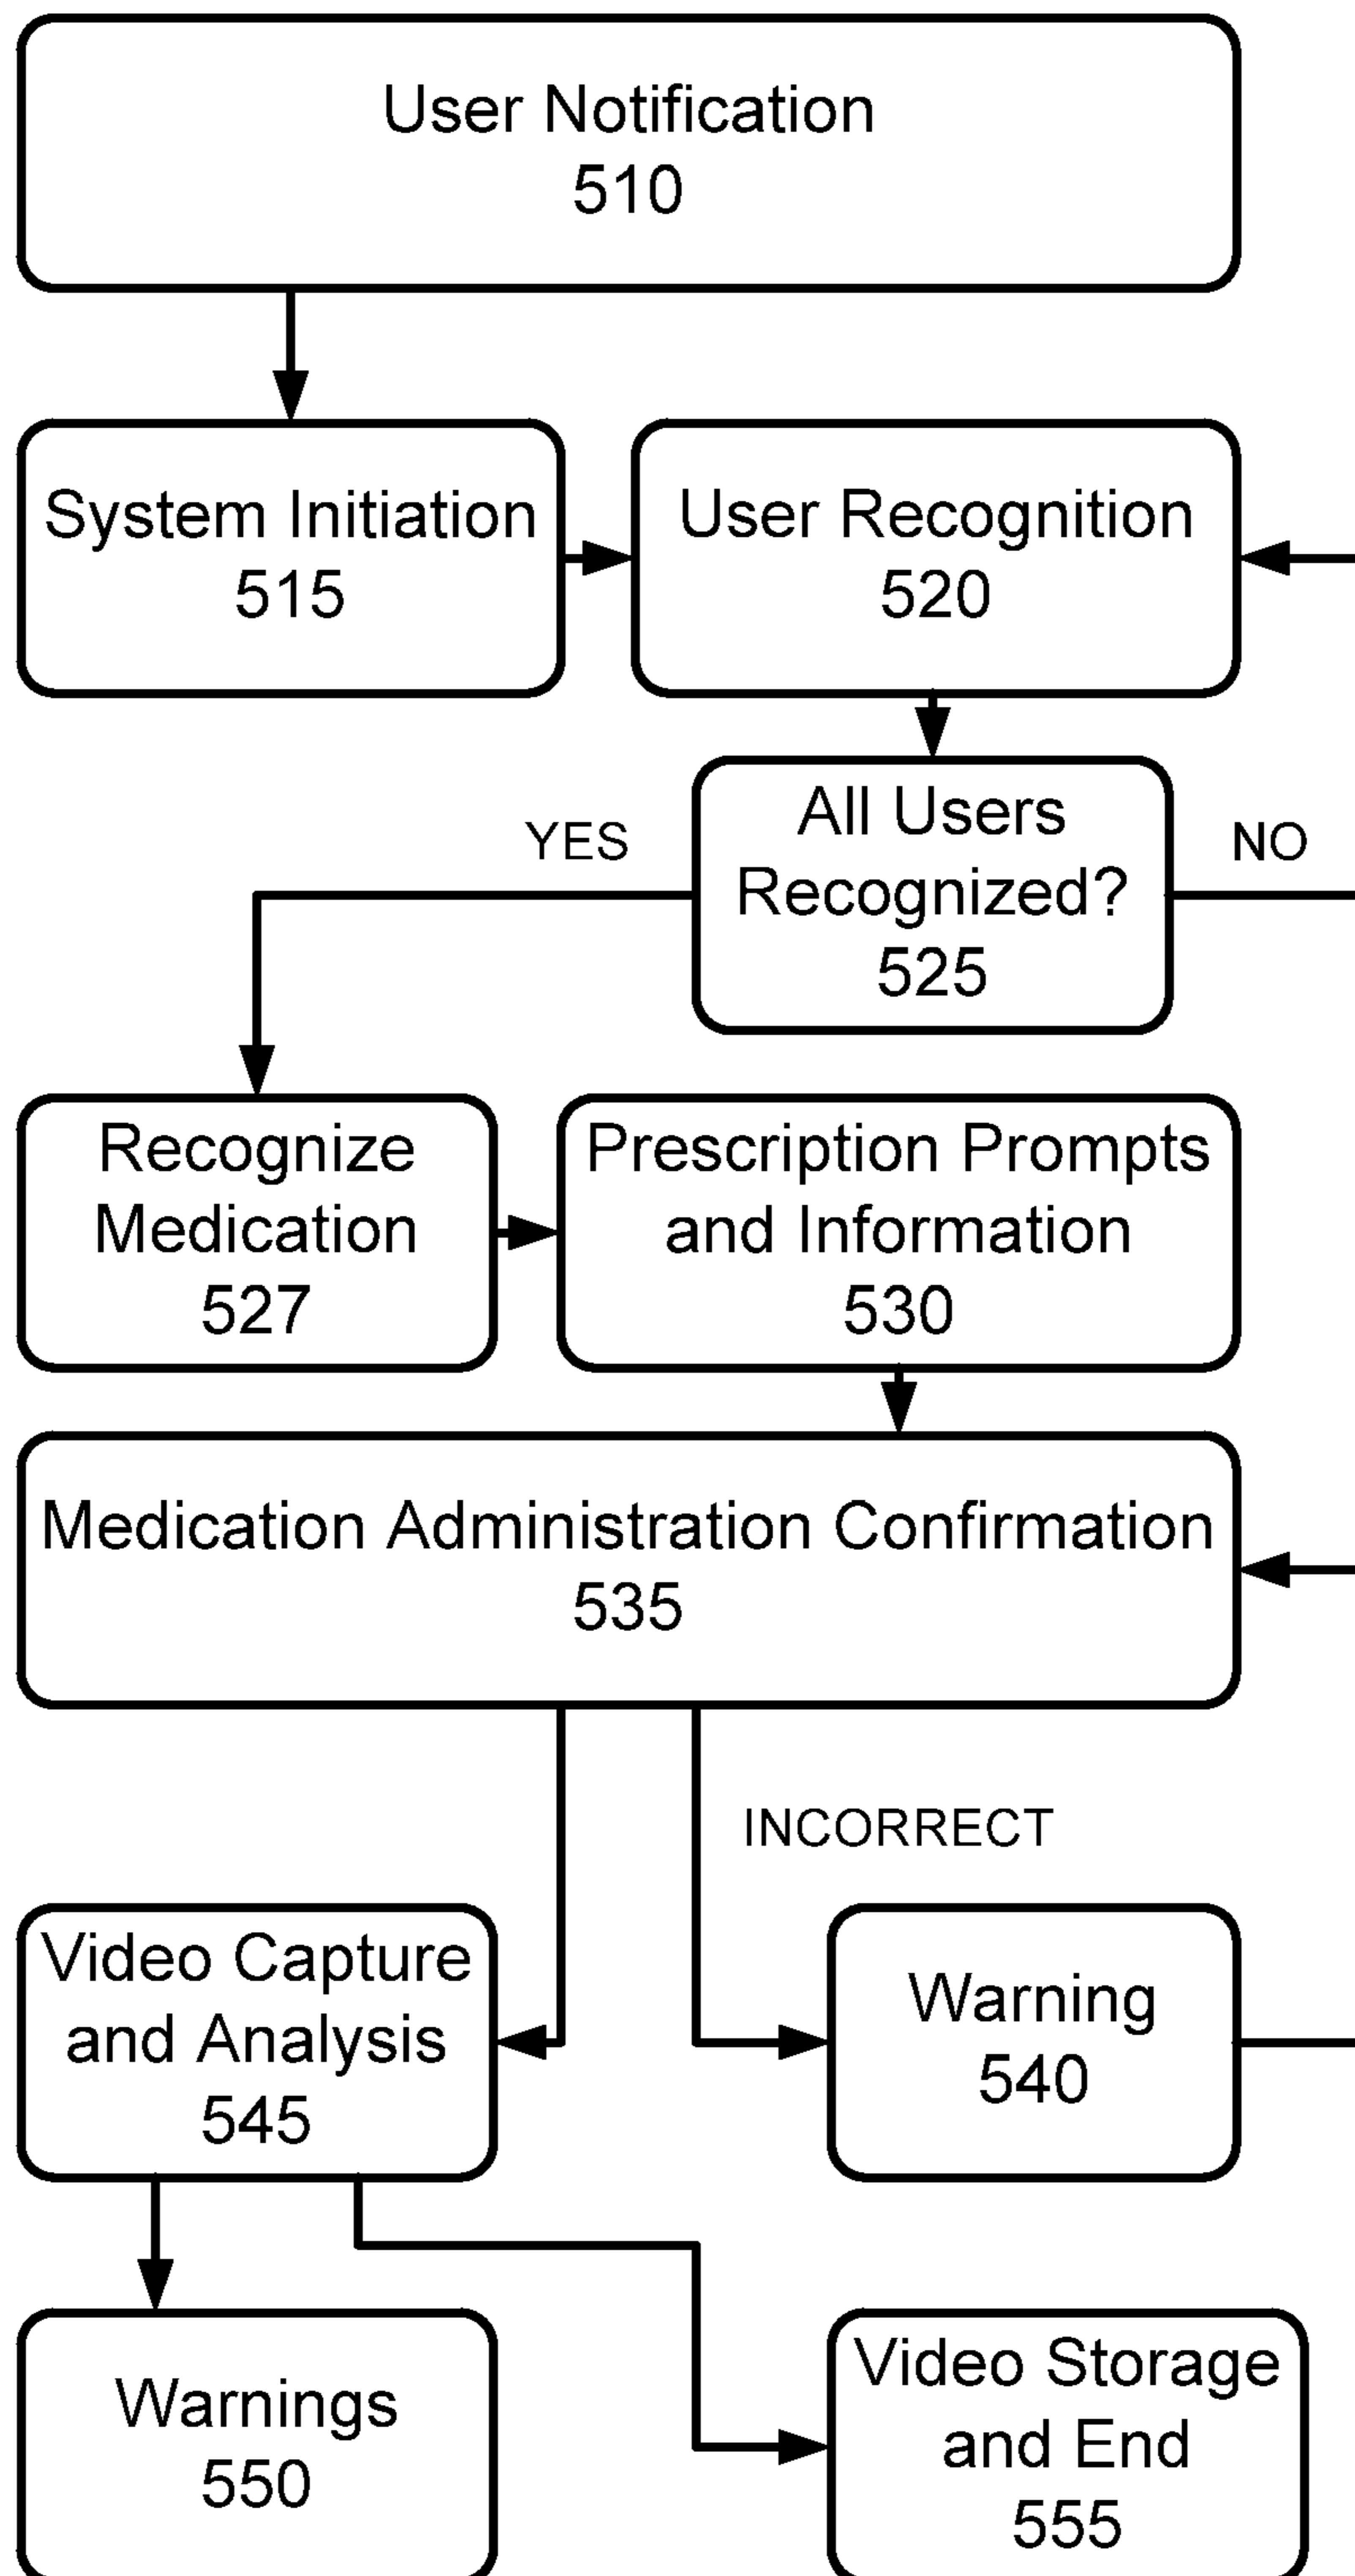 User Notification
510
System Initiation
515
User Recognition
520
All Users
Recognized?
525
YES
NO
Recognize
Medication
527
Prescription Prompts
and Information
530
Medication Administration Confirmation
535
INCORRECT
Video Capture
and Analysis
545
Warning
540
Warnings
550
Video Storage
and End
555